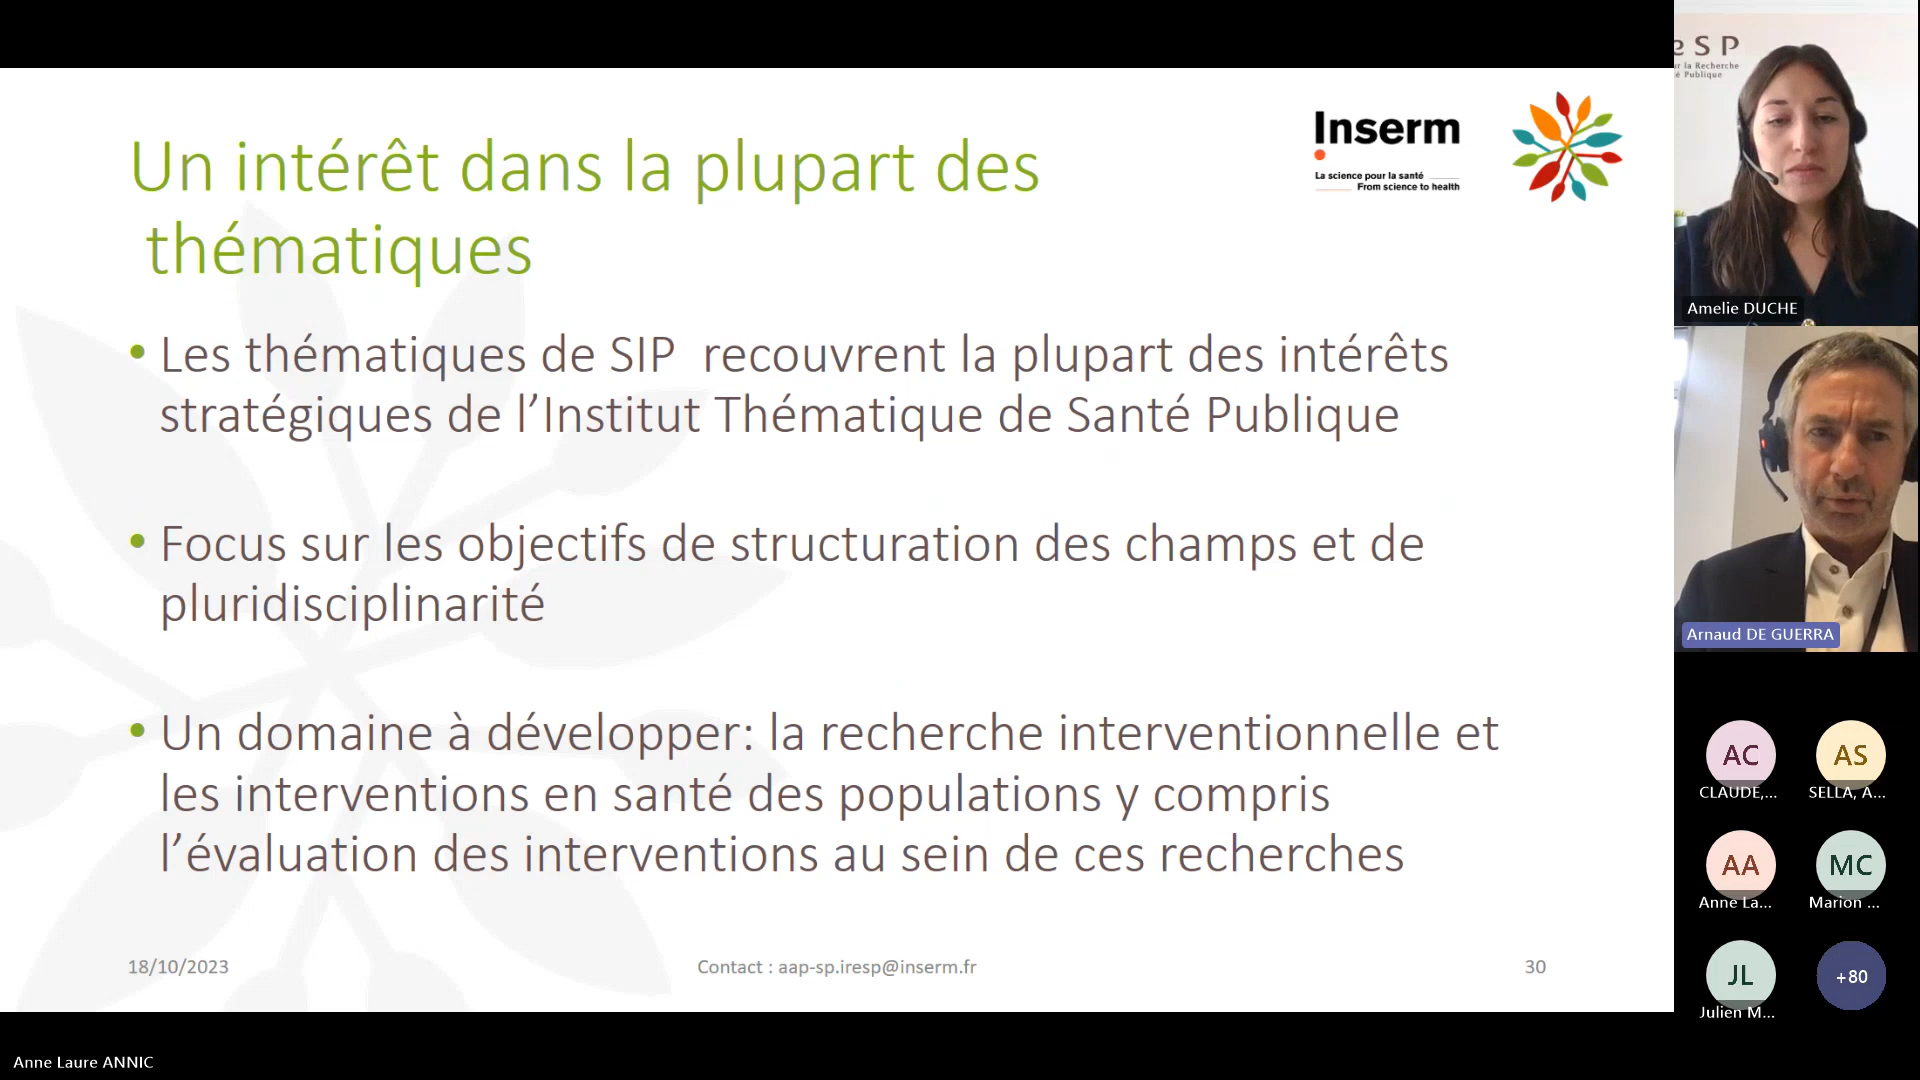 Un intérêt dans la plupart des
thématiques
Inserm
La science pour la santé
From science to health
• Les thématiques de SIP recouvrent la plupart des intérêts
stratégiques de l’Institut Thématique de Santé Publique
• Focus sur les objectifs de structuration des champs et de
pluridisciplinarité
• Un domaine à développer: la recherche interventionnelle et
les interventions en santé des populations y compris
l’évaluation des interventions au sein de ces recherches
18/10/2023
Contact : aap-sp.iresp@inserm.fr
30
e S P
r la Recherche
é Publique
Amelie DUCHE
Arnaud DE GUERRA
AC
CLAUDE,...
AS
SELLA, A...
AA
Anne La...
MC
Marion ...
JL
Julien M...
+80
Anne Laure ANNIC